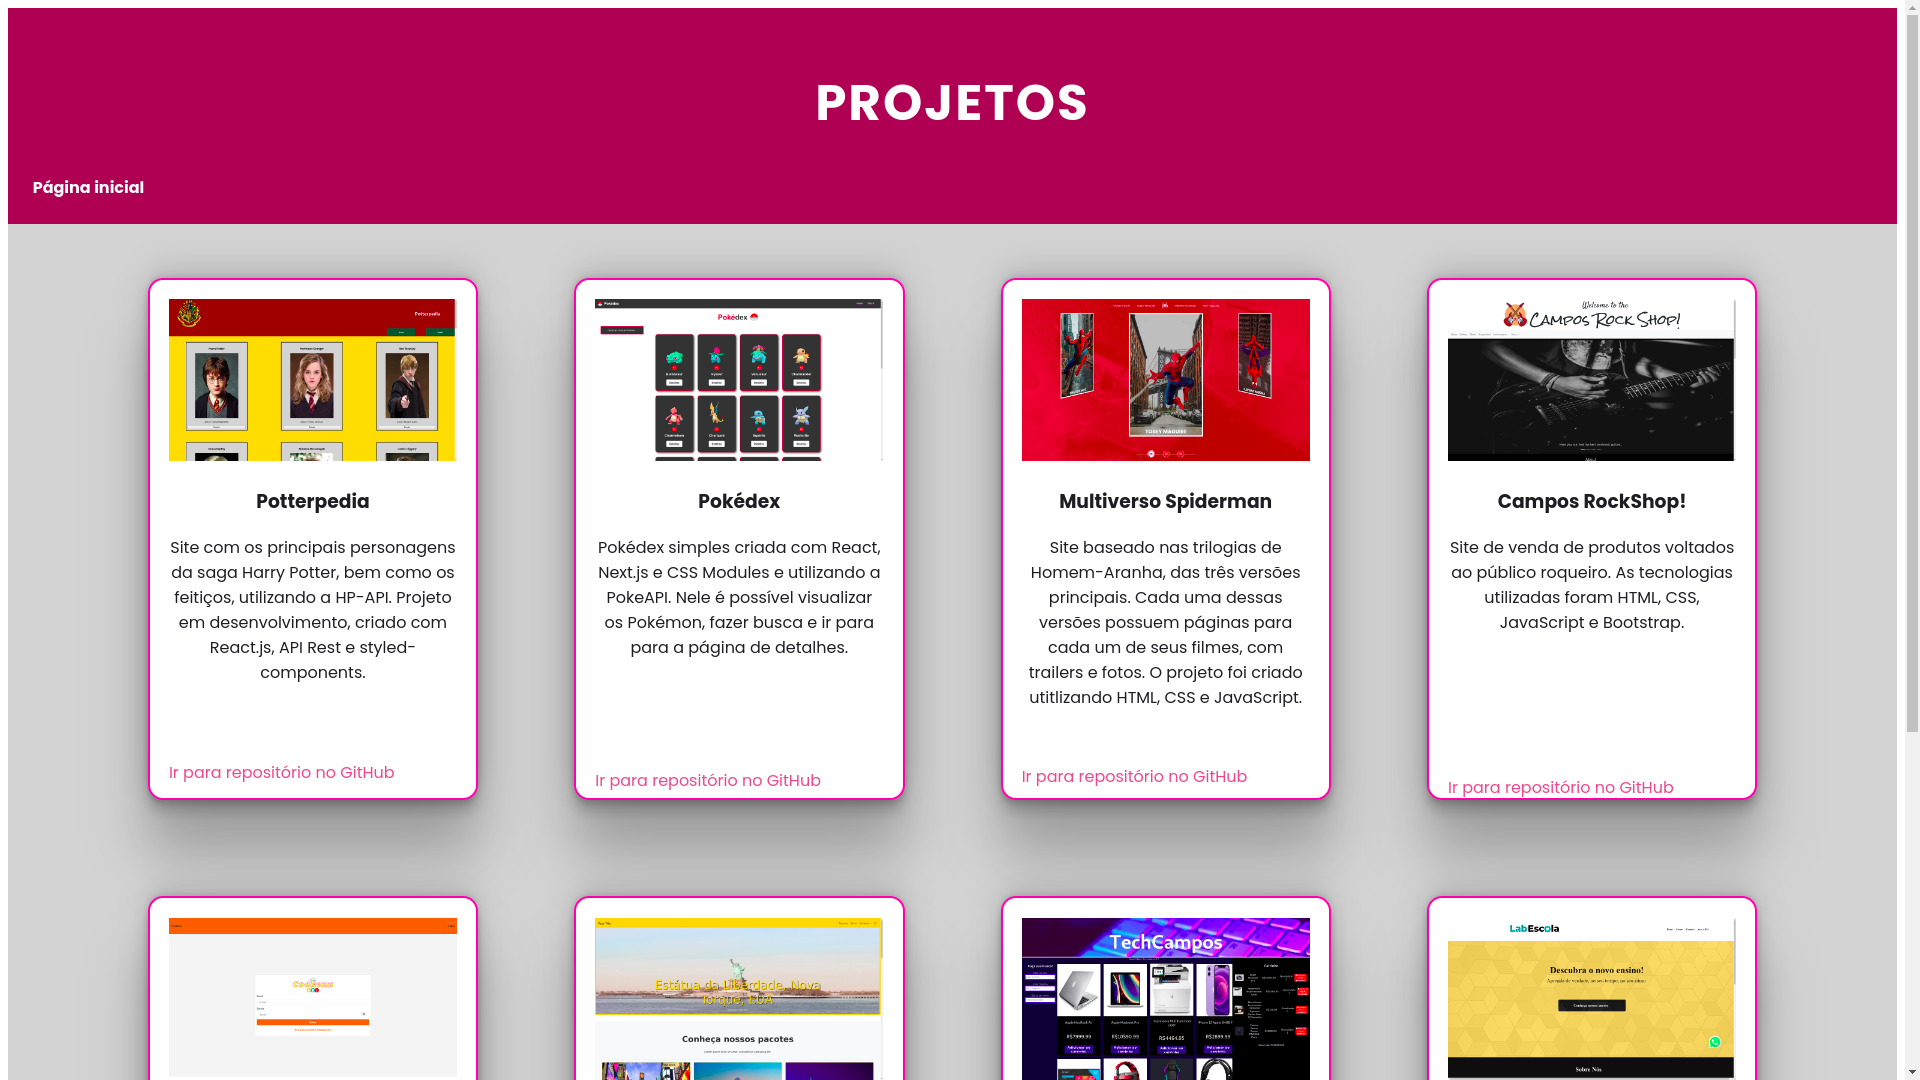 PROJETOS
Página inicial
Potterpedia
Pokédex
Welcome to the
CAMPOS ROCK SHOP!
TOBEY MAGUIRE
Potterpedia
Site com os principais personagens
da saga Harry Potter, bem como os
feitiços, utilizando a HP-API. Projeto
em desenvolvimento, criado com
React.js, API Rest e styled-
components.
Ir para repositório no GitHub
Pokédex
Pokédex simples criada com React,
Next.js e CSS Modules e utilizando a
PokeAPI. Nele é possível visualizar
os Pokémon, fazer busca e ir para
para a página de detalhes.
Ir para repositório no GitHub
Multiverso Spiderman
Site baseado nas trilogias de
Homem-Aranha, das três versões
principais. Cada uma dessas
versões possuem páginas para
cada um de seus filmes, com
trailers e fotos. O projeto foi criado
utitlizando HTML, CSS e JavaScript.
Ir para repositório no GitHub
Campos RockShop!
Site de venda de produtos voltados
ao público roqueiro. As tecnologias
utilizadas foram HTML, CSS,
JavaScript e Bootstrap.
Ir para repositório no GitHub
Estátua da Liberdade, Nova
Iorque, EUA
Conheça nossos pacotes
TechCampos
LabEscola
Descubra o novo ensino!
Sobre Nós